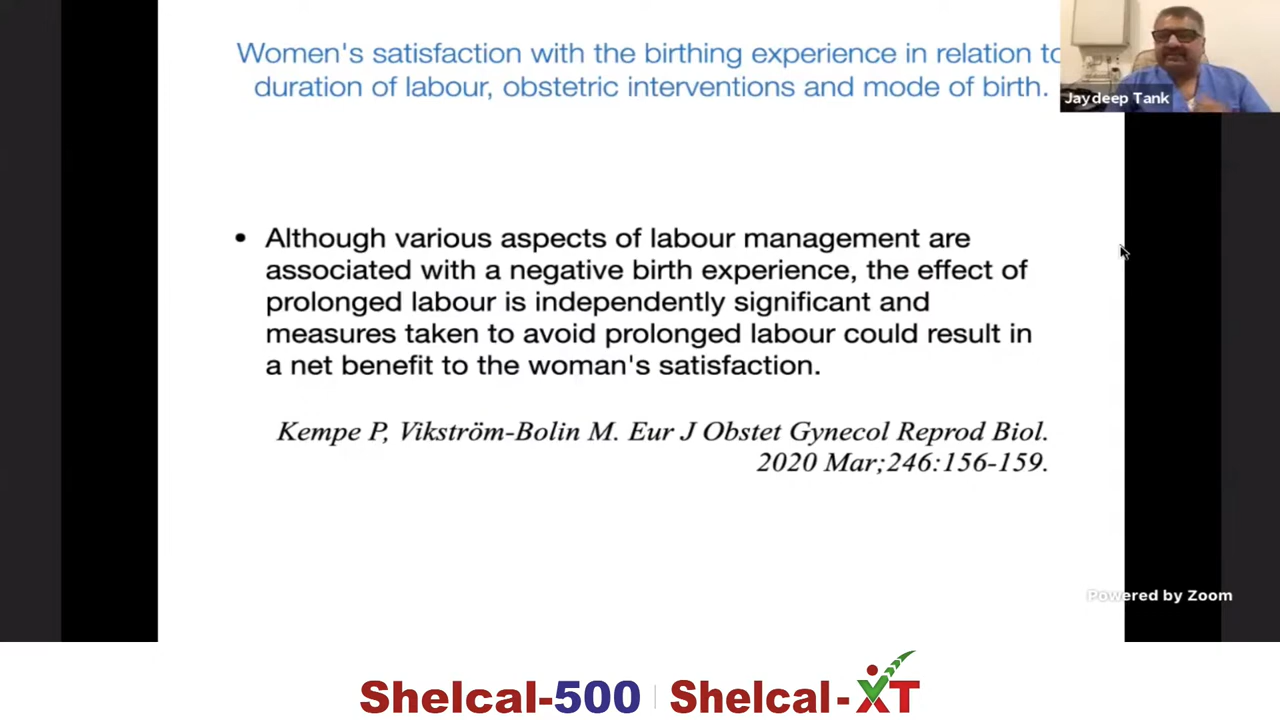 Women's satisfaction with the birthing experience in relation to
duration of labour, obstetric interventions and mode of birth.
Jaydeep Tank
• Although various aspects of labour management are
associated with a negative birth experience, the effect of
prolonged labour is independently significant and
measures taken to avoid prolonged labour could result in
a net benefit to the woman's satisfaction.
Kempe P, Vikström-Bolin M. Eur J Obstet Gynecol Reprod Biol.
2020 Mar;246:156-159.
Powered by Zoom
Shelcal-500 | Shelcal-XT